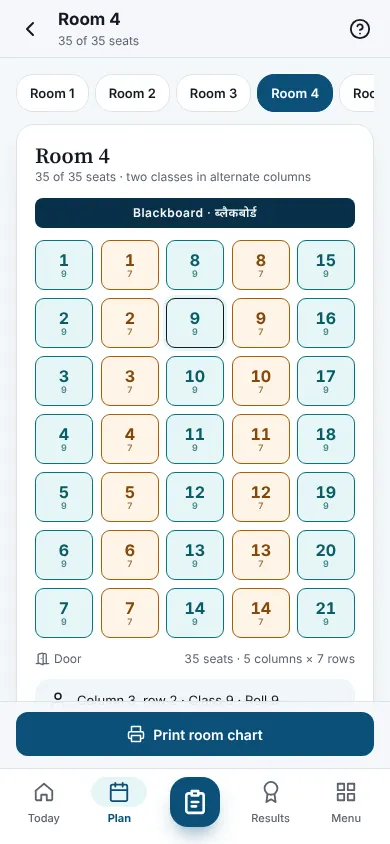 Room 4
35 of 35 seats
Room 1 Room 2 Room 3 Room 4 Roo
Room 4
35 of 35 seats · two classes in alternate columns
Blackboard · ब्लैकबोर्ड
1 1 8 8 15
9 7 9 7 9
2 2 9 9 16
9 7 9 7 9
3 3 10 10 17
9 7 9 7 9
4 4 11 11 18
9 7 9 7 9
5 5 12 12 19
9 7 9 7 9
6 6 13 13 20
9 7 9 7 9
7 7 14 14 21
9 7 9 7 9
Door 35 seats · 5 columns × 7 rows
Column 3, row 2 · Class 9 · Roll 9
Print room chart
Today Plan Results Menu